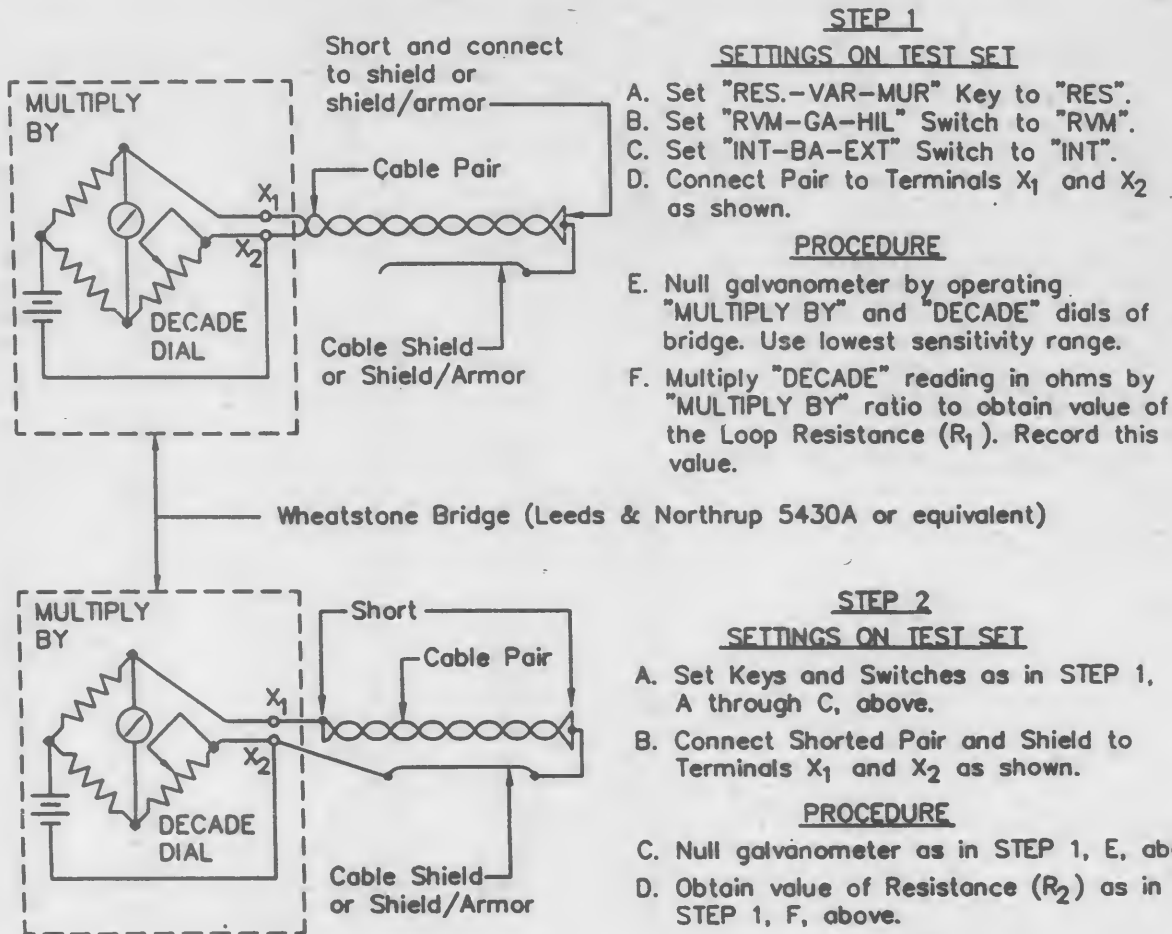 Short and connect
to shield or
shield/armor
MULTIPLY
BY
Cable Pair
X1
X2
DECADE
DIAL
Cable Shield
or Shield/Armor
STEP 1
SETTINGS ON TEST SET
A. Set "RES.-VAR-MUR" Key to "RES".
B. Set "RVM-GA-HIL" Switch to "RVM".
C. Set "INT-BA-EXT" Switch to "INT".
D. Connect Pair to Terminals X1 and X2
as shown.
PROCEDURE
E. Null galvanometer by operating
"MULTIPLY BY" and "DECADE" dials of
bridge. Use lowest sensitivity range.
F. Multiply "DECADE" reading in ohms by
"MULTIPLY BY" ratio to obtain value of
the Loop Resistance (R1). Record this
value.
Wheatstone Bridge (Leeds & Northrup 5430A or equivalent)
MULTIPLY
BY
Short
Cable Pair
X1
X2
DECADE
DIAL
Cable Shield
or Shield/Armor
STEP 2
SETTINGS ON TEST SET
A. Set Keys and Switches as in STEP 1,
A through C, above.
B. Connect Shorted Pair and Shield to
Terminals X1 and X2 as shown.
PROCEDURE
C. Null galvanometer as in STEP 1, E,
D. Obtain value of Resistance (R2) as in
STEP 1, F, above.